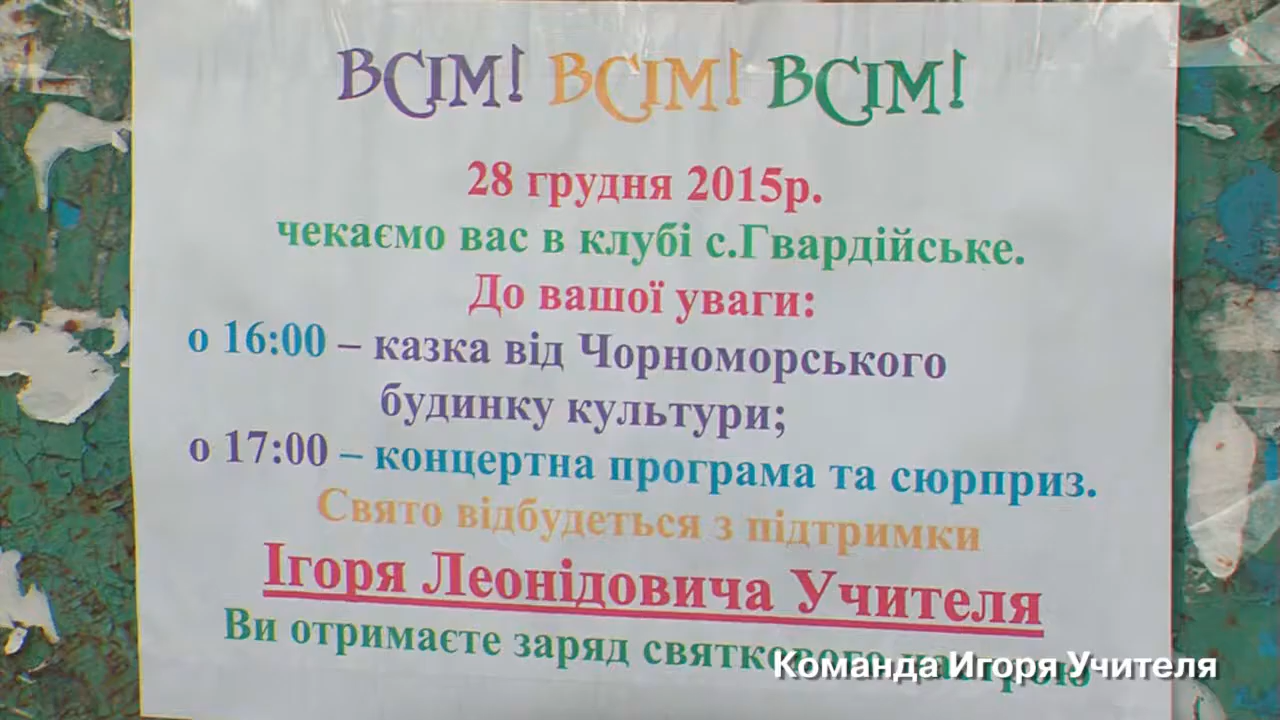 ВСІМ! ВСІМ! ВСІМ!
28 грудня 2015р.
чекаємо вас в клубі с.Гвардійське.
До вашої уваги:
о 16:00 – казка від Чорноморського
будинку культури;
о 17:00 – концертна програма та сюрприз.
Свято відбудеться з підтримки
Ігоря Леонідовича Учителя
Ви отримаєте заряд святкового настрою
Команда Игоря Учителя